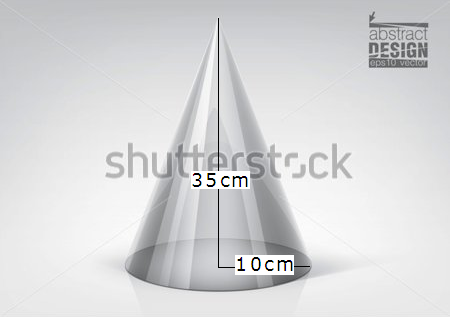 abstract
DESIGN
eps10 vector
shutterstock
35cm
10cm